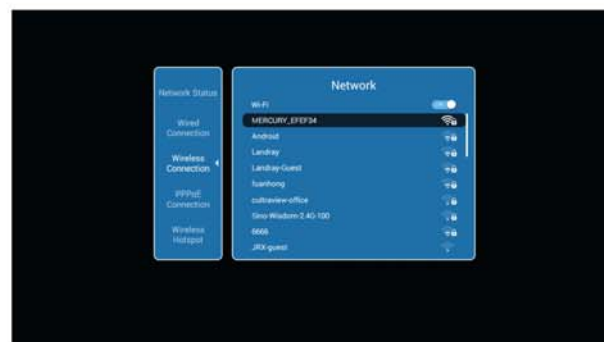 Network Status
Wired
Connection
Wireless
Connection
PPPoE
Connection
Wireless
Hotspot
Network
Wi-Fi
MERCURY_EFEF34
Android
Landray
Landray-Guest
fuanhong
cultraview-office
Sino-Wisdom-2.4G-100
6666
JRX-guest